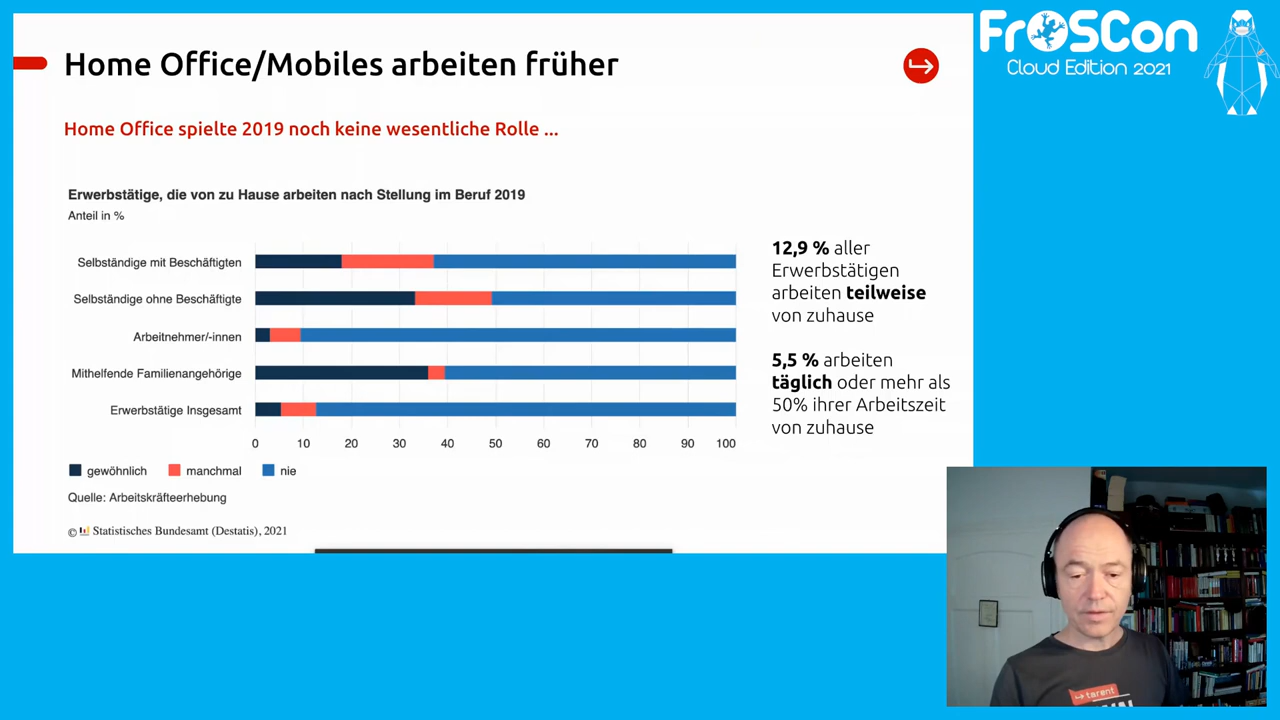 FrOSCon
Cloud Edition 2021
Home Office/Mobiles arbeiten früher
Home Office spielte 2019 noch keine wesentliche Rolle ...
Erwerbstätige, die von zu Hause arbeiten nach Stellung im Beruf 2019
Anteil in %
Selbständige mit Beschäftigten
Selbständige ohne Beschäftigte
Arbeitnehmer/-innen
Mithelfende Familienangehörige
Erwerbstätige Insgesamt
0 10 20 30 40 50 60 70 80 90 100
gewöhnlich manchmal nie
Quelle: Arbeitskräfteerhebung
© Statistisches Bundesamt (Destatis), 2021
12,9 % aller
Erwerbstätigen
arbeiten teilweise
von zuhause
5,5 % arbeiten
täglich oder mehr als
50% ihrer Arbeitszeit
von zuhause
tarent